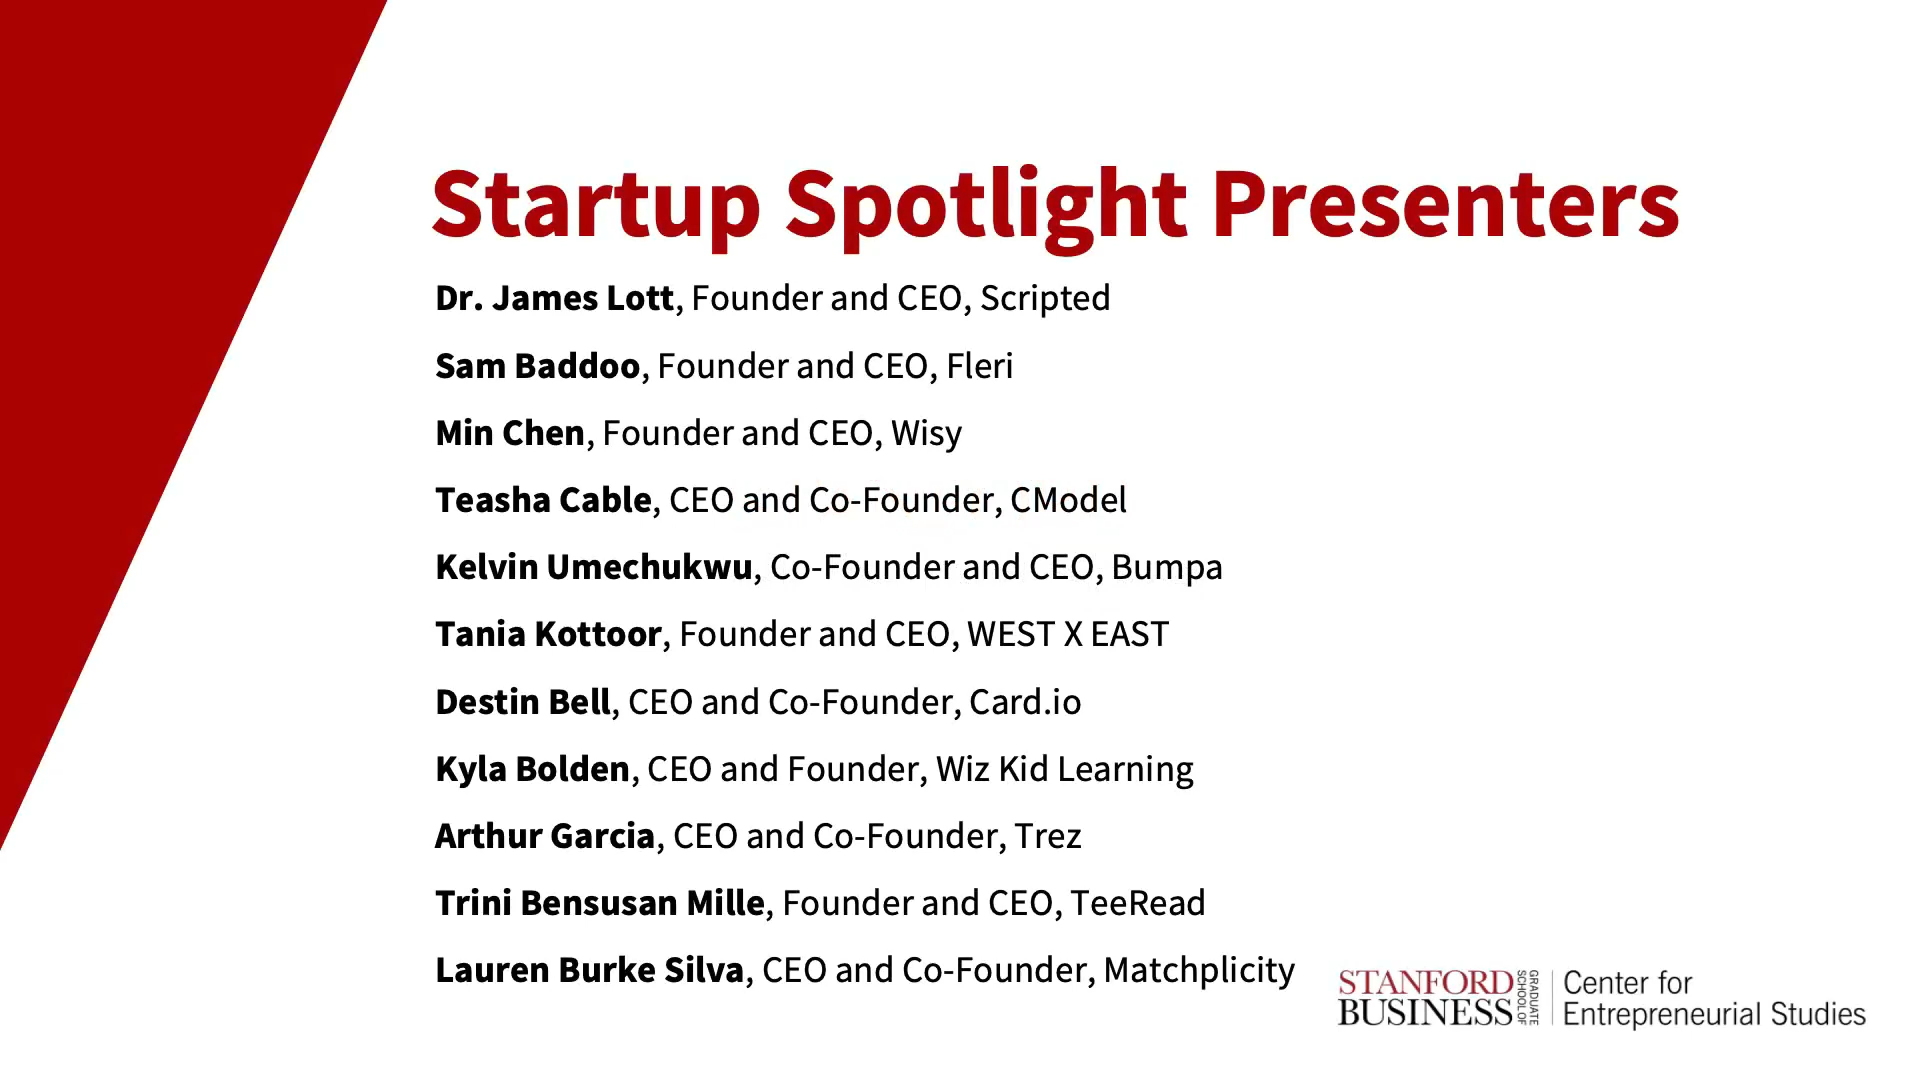 Startup Spotlight Presenters
Dr. James Lott, Founder and CEO, Scripted
Sam Baddoo, Founder and CEO, Fleri
Min Chen, Founder and CEO, Wisy
Teasha Cable, CEO and Co-Founder, CModel
Kelvin Umechukwu, Co-Founder and CEO, Bumpa
Tania Kottoor, Founder and CEO, WEST X EAST
Destin Bell, CEO and Co-Founder, Card.io
Kyla Bolden, CEO and Founder, Wiz Kid Learning
Arthur Garcia, CEO and Co-Founder, Trez
Trini Bensusan Mille, Founder and CEO, TeeRead
Lauren Burke Silva, CEO and Co-Founder, Matchplicity
STANFORD
BUSINESS
GRADUATE
SCHOOL OF
Center for
Entrepreneurial Studies